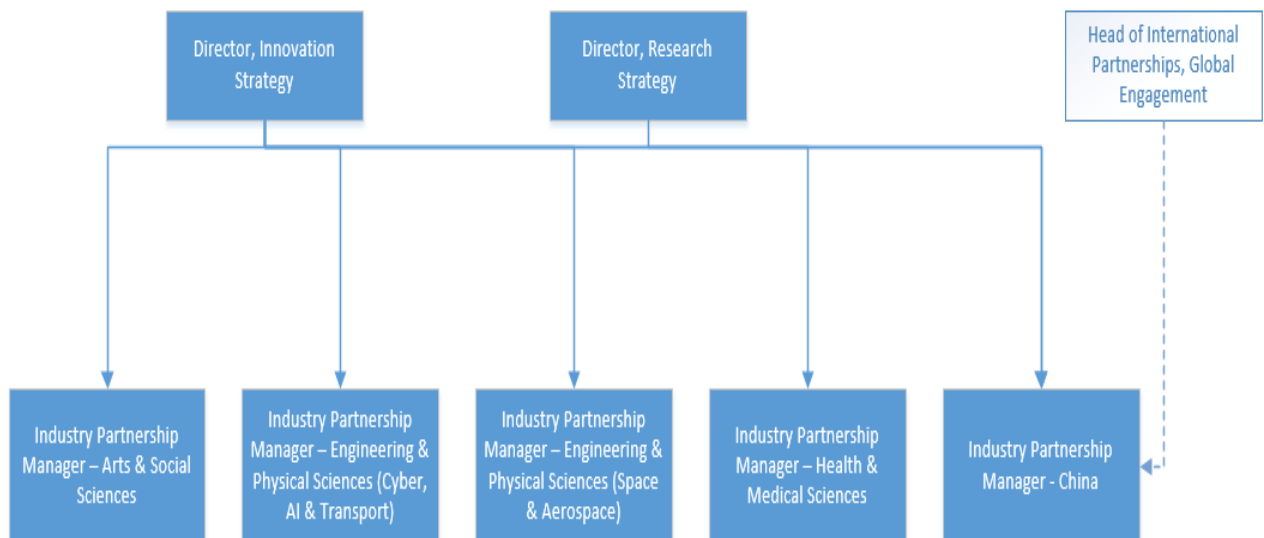 Director, Innovation
Strategy
Director, Research
Strategy
Head of International
Partnerships, Global
Engagement
Industry Partnership
Manager – Arts & Social
Sciences
Industry Partnership
Manager – Engineering &
Physical Sciences (Cyber,
AI & Transport)
Industry Partnership
Manager – Engineering &
Physical Sciences (Space
& Aerospace)
Industry Partnership
Manager – Health &
Medical Sciences
Industry Partnership
Manager - China